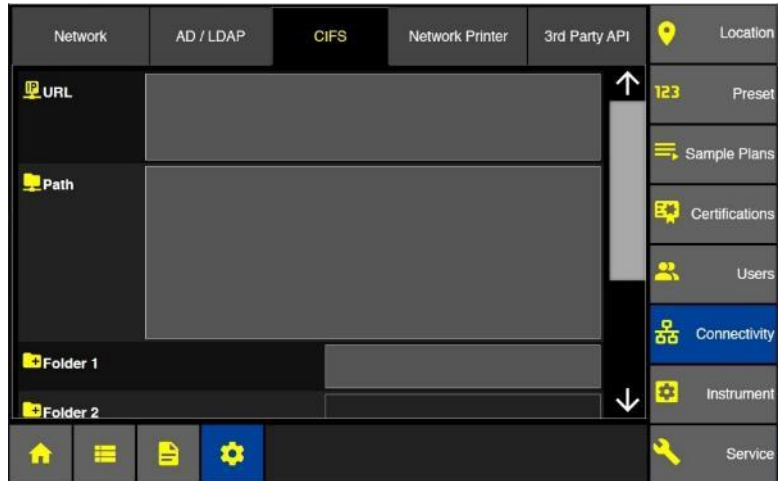 Network
AD / LDAP
CIFS
Network Printer
3rd Party API
IP URL
Path
Folder 1
Folder 2
Location
123 Preset
Sample Plans
Certifications
Users
Connectivity
Instrument
Service